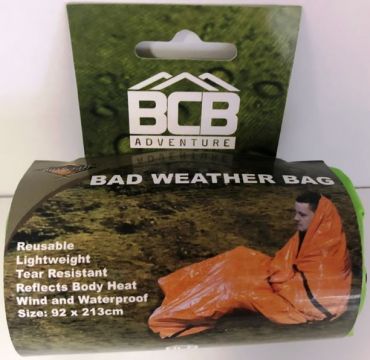 BCB
ADVENTURE
BAD WEATHER BAG
Reusable
Lightweight
Tear Resistant
Reflects Body Heat
Wind and Waterproof
Size: 92 x 213cm